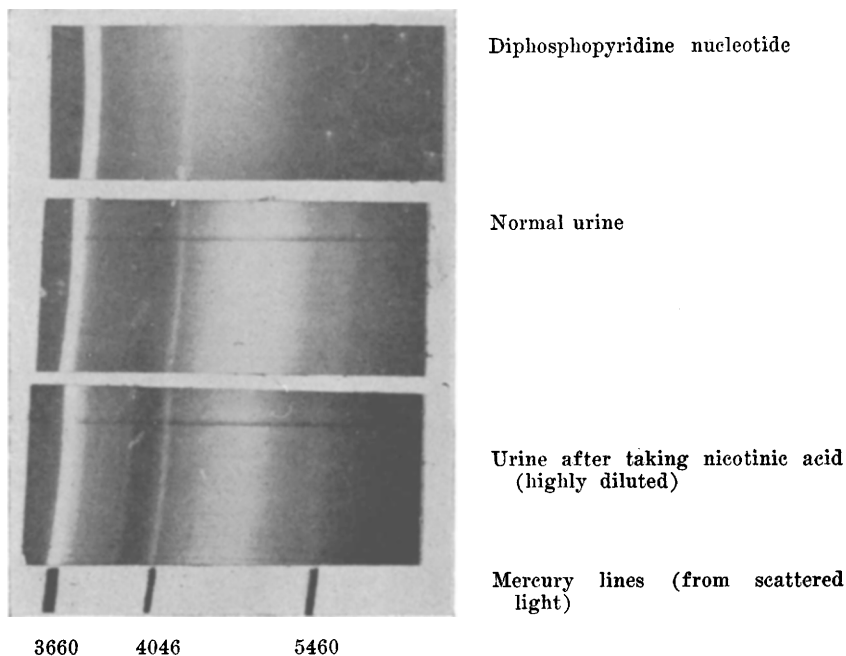 Diphosphopyridine nucleotide
Normal urine
Urine after taking nicotinic acid
(highly diluted)
Mercury lines (from scattered
light)
3660 4046 5460